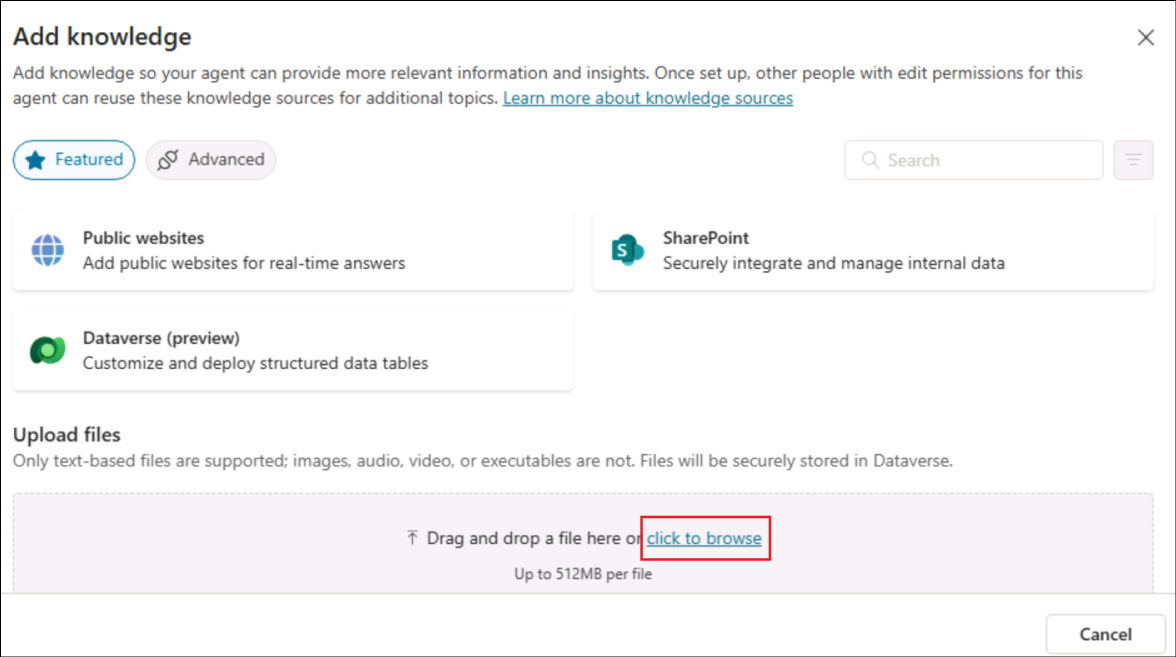 Add knowledge
Add knowledge so your agent can provide more relevant information and insights. Once set up, other people with edit permissions for this
agent can reuse these knowledge sources for additional topics. Learn more about knowledge sources
Featured
Advanced
Search
Public websites
Add public websites for real-time answers
S
SharePoint
Securely integrate and manage internal data
Dataverse (preview)
Customize and deploy structured data tables
Upload files
Only text-based files are supported; images, audio, video, or executables are not. Files will be securely stored in Dataverse.
Drag and drop a file here or click to browse
Up to 512MB per file
Cancel